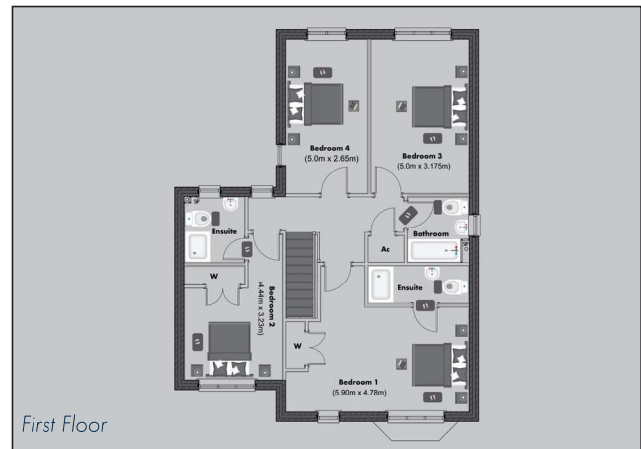 Bedroom 4
(5.0m x 2.65m)
Bedroom 3
(5.0m x 3.175m)
Ensuite
Bathroom
Ac
W
Bedroom 2
(4.44m x 3.23m)
Ensuite
W
Bedroom 1
(5.90m x 4.78m)
First Floor